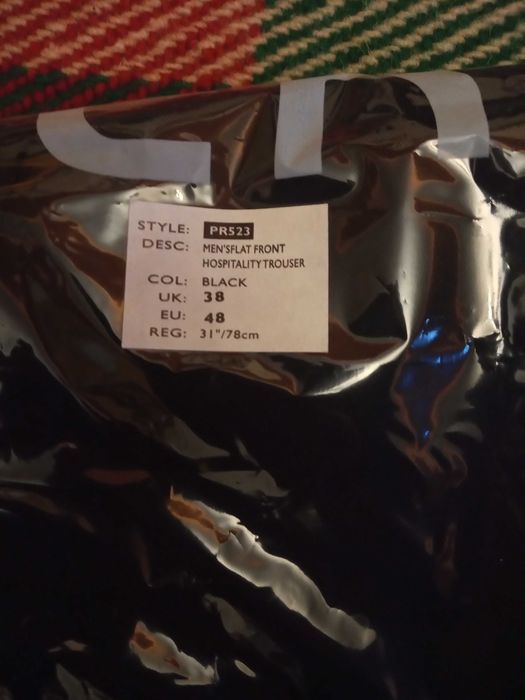 STYLE: PR523
DESC: MEN'SFLAT FRONT
HOSPITALITY TROUSER
COL: BLACK
UK: 38
EU: 48
REG: 31"/78cm